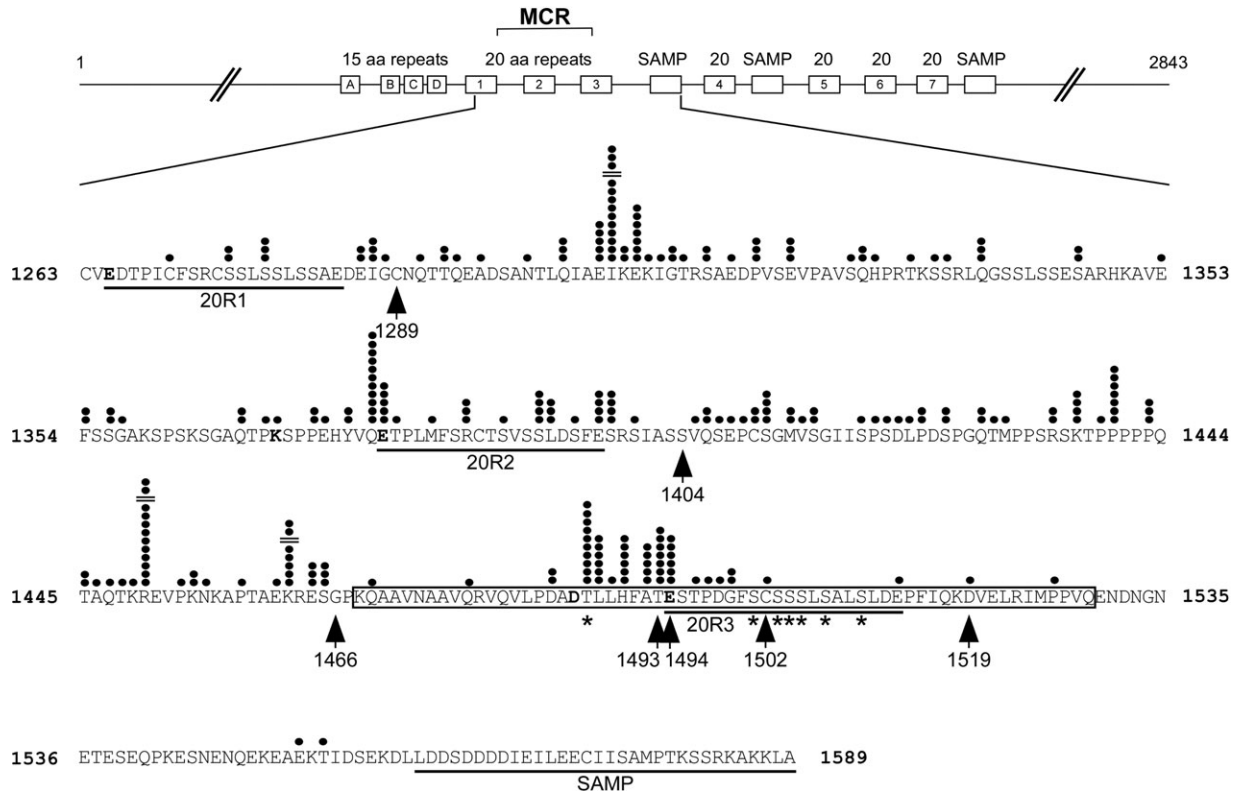 MCR
1 15 aa repeats 20 aa repeats SAMP 20 SAMP 20 20 20 SAMP 2843
A B C D 1 2 3 4 5 6 7
1263 CVEDTPICFSRCSSLSSLSSAEDEIGCNQTTQEADSANTLQIAEIKEKIGTRSAEDPVSEVPAVSQHPRTKSSRLQGSSLSSESARHKAVE 1353
20R1
1289
1354 FSSGAKSPSKSGAQTPKSPPEHYVQETPLMFSRCTSVSSLDSFESRSIASSVQSEPCSGMVSGIISPSDLPDSPGQTMPPSRSKTPPPPPQ 1444
20R2
1404
1445 TAQTKREVPKNKAPTAEKRESGPKQAAVNAAVQRVQVLPDADTLLHFATESTPDGFSCSSSLSALSLDEPFIQKDVELRIMPPVQENDNGN 1535
20R3
* * * * * * *
1466 1493 1494 1502 1519
1536 ETESEQPKESNENQEKEAEKTIDSEKDLLDDSDDDDIEILEECIISAMPTKSSRKAKKLA 1589
SAMP